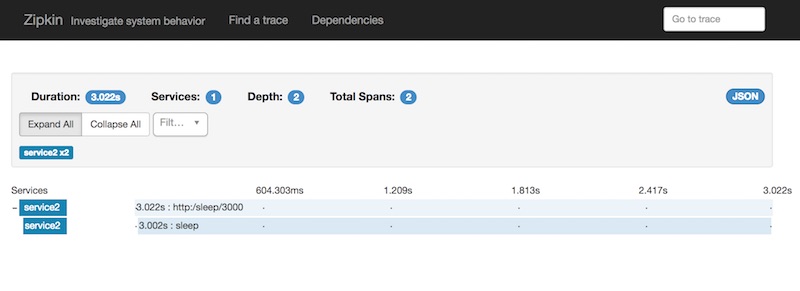 Zipkin Investigate system behavior Find a trace Dependencies Go to trace
Duration: 3.022s Services: 1 Depth: 2 Total Spans: 2 JSON
Expand All Collapse All Filt...
service2 x2
Services 604.303ms 1.209s 1.813s 2.417s 3.022s
- service2 3.022s : http:/sleep/3000
service2 3.002s : sleep